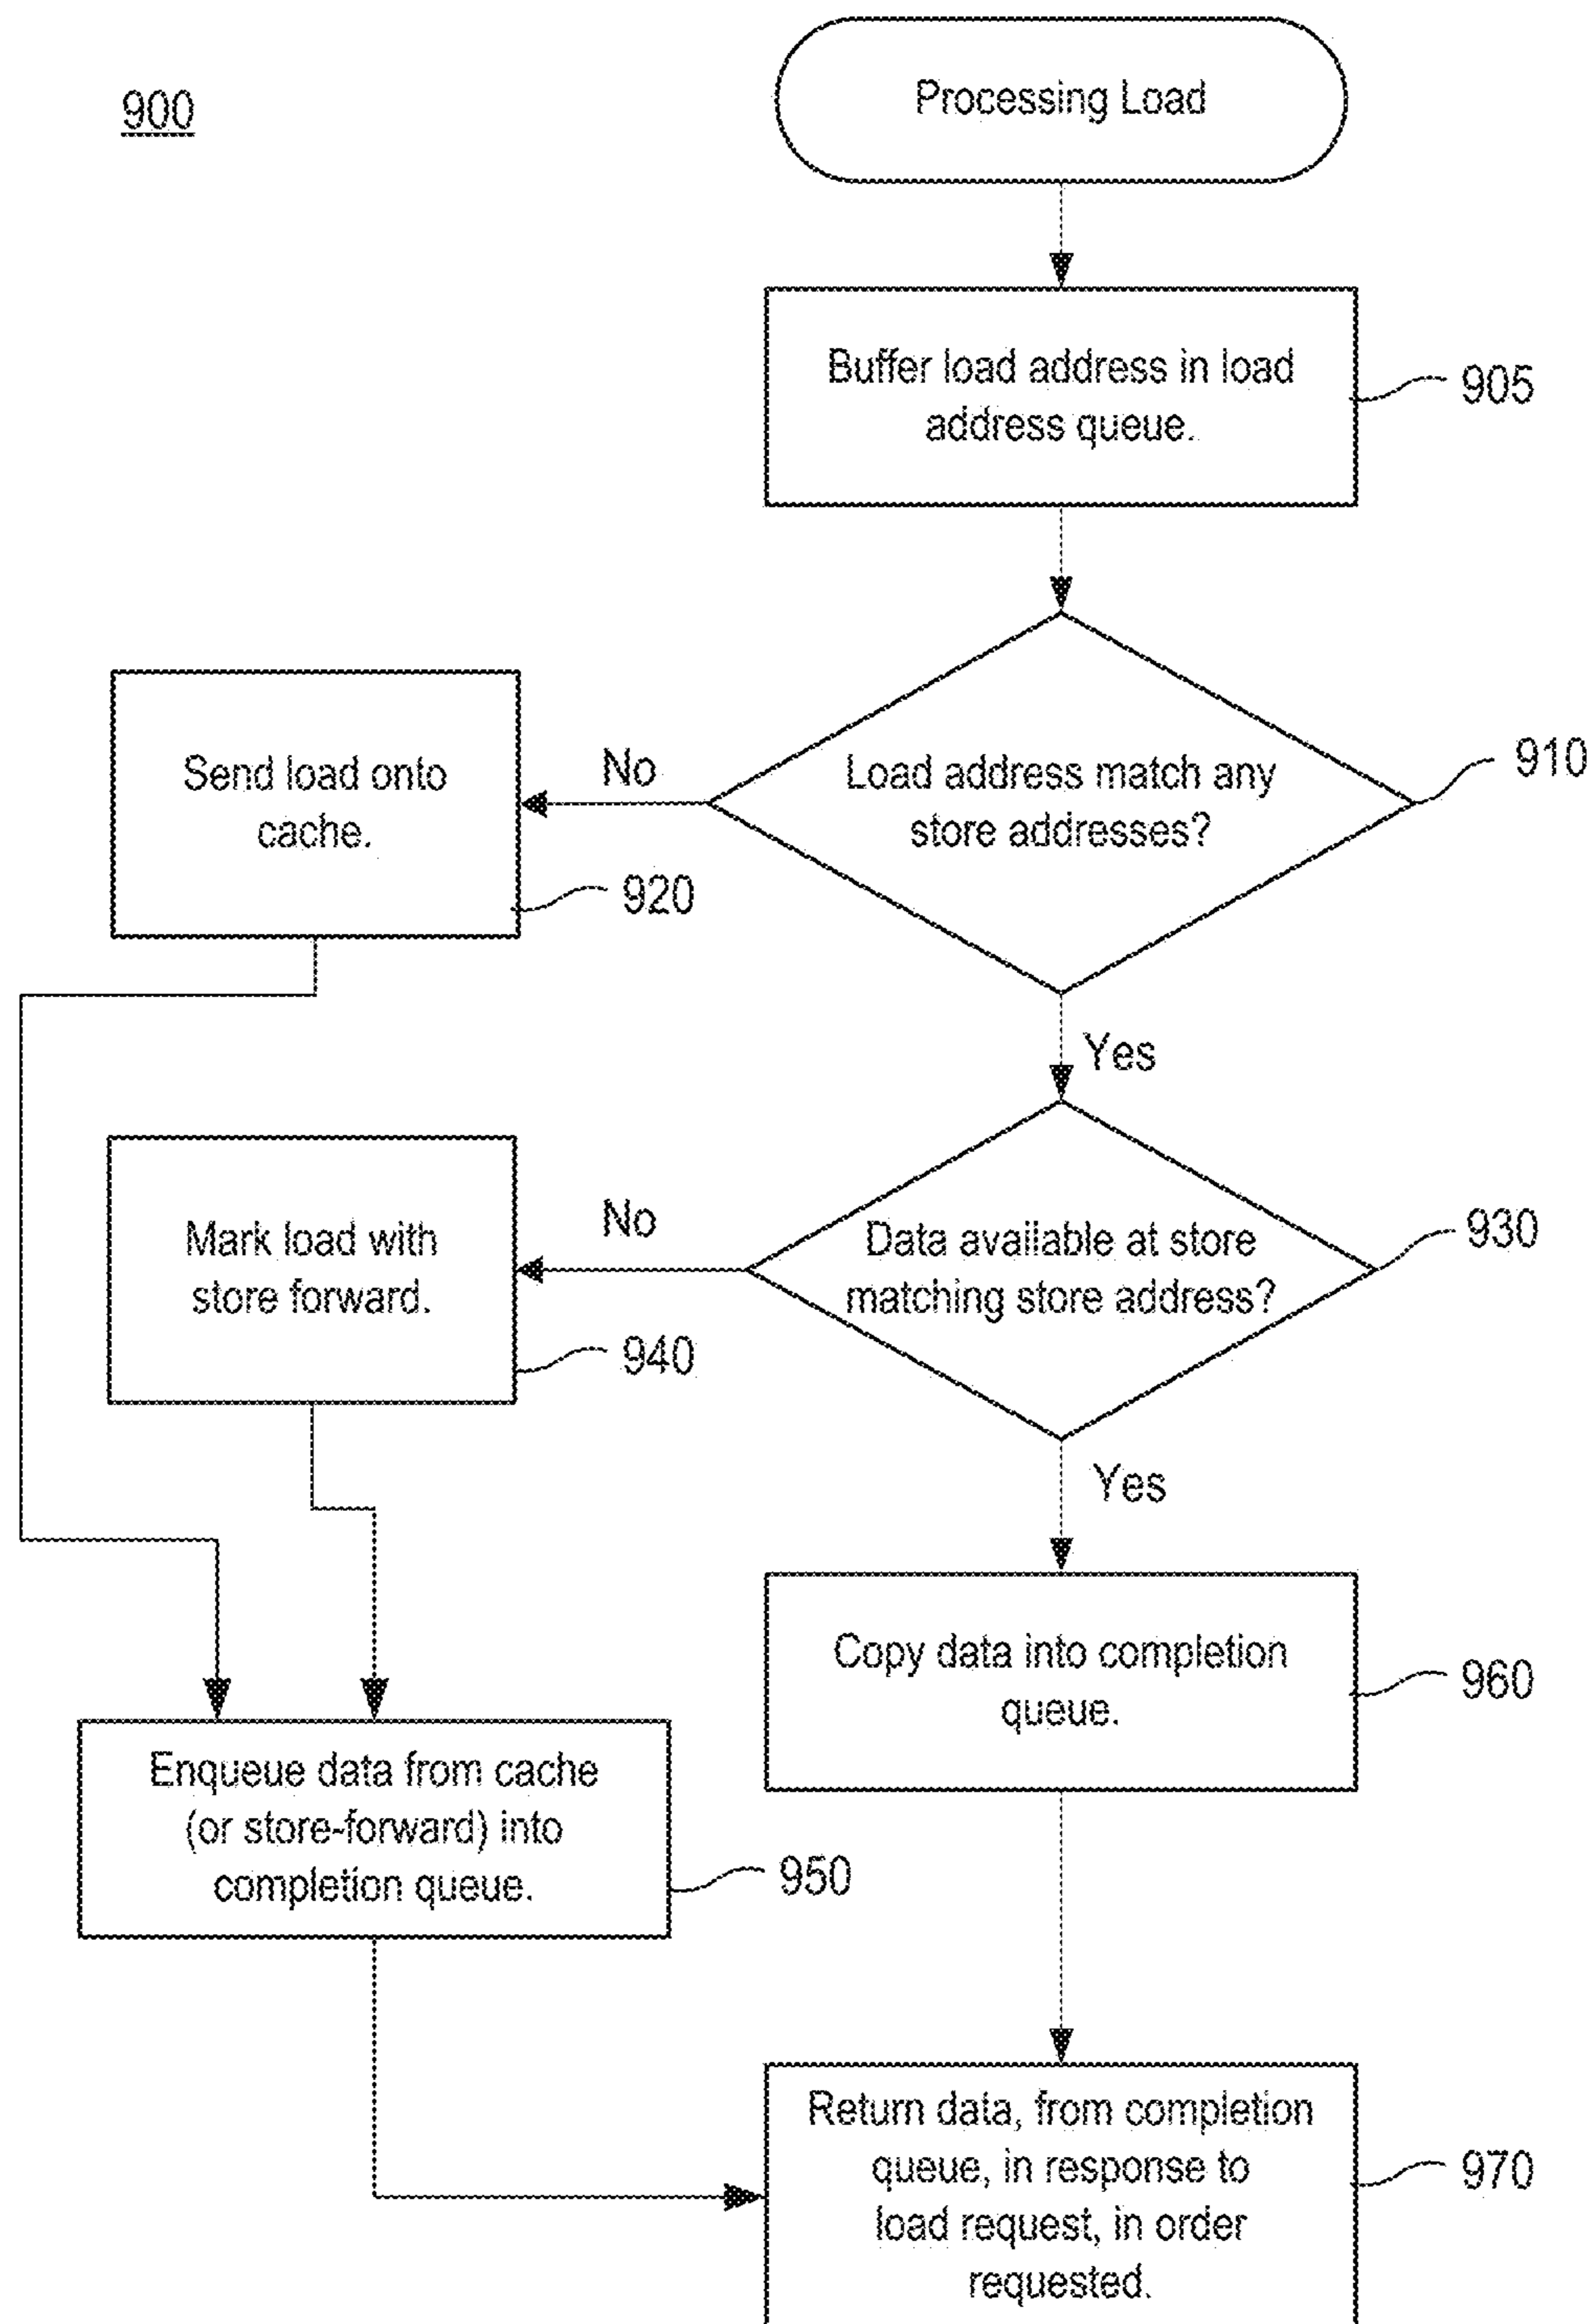 900
Processing Load
Buffer load address in load
address queue.
905
Send load onto
cache.
920
No
Load address match any
store addresses?
910
Yes
Mark load with
store forward.
940
No
Data available at store
matching store address?
930
Yes
Copy data into completion
queue.
960
Enqueue data from cache
(or store-forward) into
completion queue.
950
Return data, from completion
queue, in response to
load request, in order
requested.
970